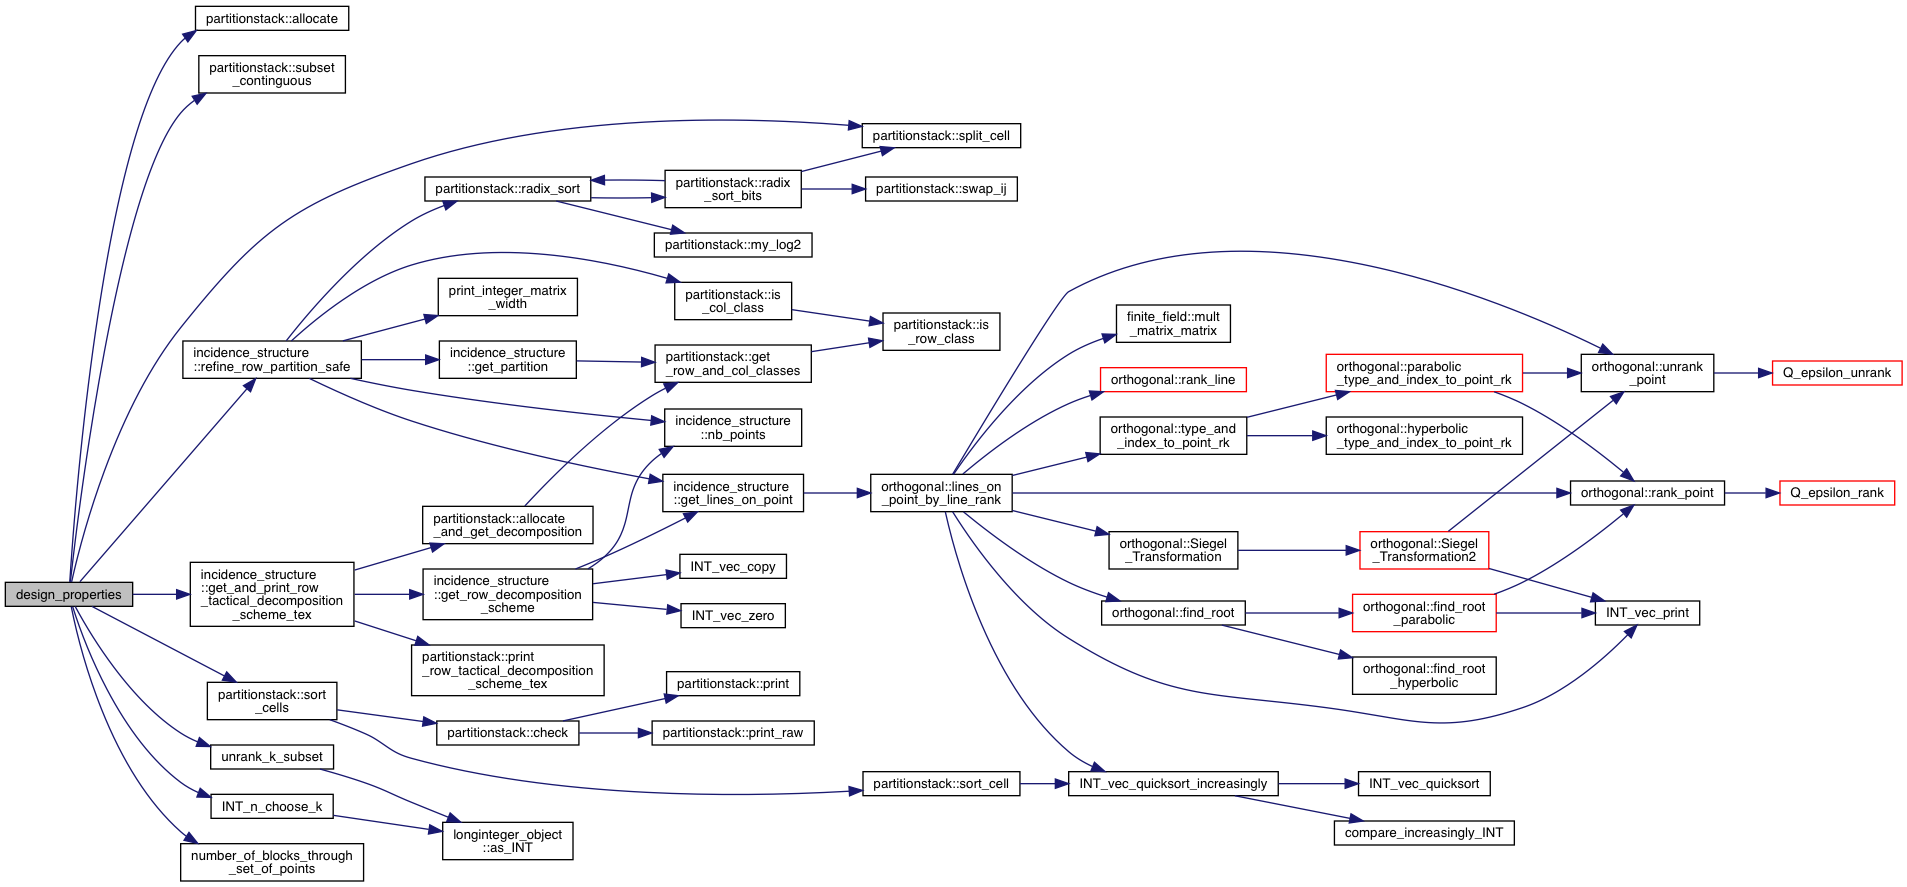 design_properties
partitionstack::allocate
partitionstack::subset
_continguous
incidence_structure
::refine_row_partition_safe
incidence_structure
::get_and_print_row
_tactical_decomposition
_scheme_tex
partitionstack::sort
_cells
unrank_k_subset
INT_n_choose_k
number_of_blocks_through
_set_of_points
partitionstack::radix_sort
print_integer_matrix
_width
incidence_structure
::get_partition
partitionstack::allocate
_and_get_decomposition
incidence_structure
::get_row_decomposition
_scheme
partitionstack::print
_row_tactical_decomposition
_scheme_tex
partitionstack::check
longinteger_object
::as_INT
partitionstack::radix
_sort_bits
partitionstack::my_log2
partitionstack::is
_col_class
partitionstack::get
_row_and_col_classes
incidence_structure
::nb_points
incidence_structure
::get_lines_on_point
INT_vec_copy
INT_vec_zero
partitionstack::print
partitionstack::print_raw
partitionstack::split_cell
partitionstack::swap_ij
partitionstack::is
_row_class
orthogonal::lines_on
_point_by_line_rank
partitionstack::sort_cell
finite_field::mult
_matrix_matrix
orthogonal::rank_line
orthogonal::type_and
_index_to_point_rk
orthogonal::Siegel
_Transformation
orthogonal::find_root
INT_vec_quicksort_increasingly
orthogonal::parabolic
_type_and_index_to_point_rk
orthogonal::hyperbolic
_type_and_index_to_point_rk
orthogonal::Siegel
_Transformation2
orthogonal::find_root
_parabolic
orthogonal::find_root
_hyperbolic
INT_vec_quicksort
compare_increasingly_INT
orthogonal::unrank
_point
orthogonal::rank_point
INT_vec_print
Q_epsilon_unrank
Q_epsilon_rank